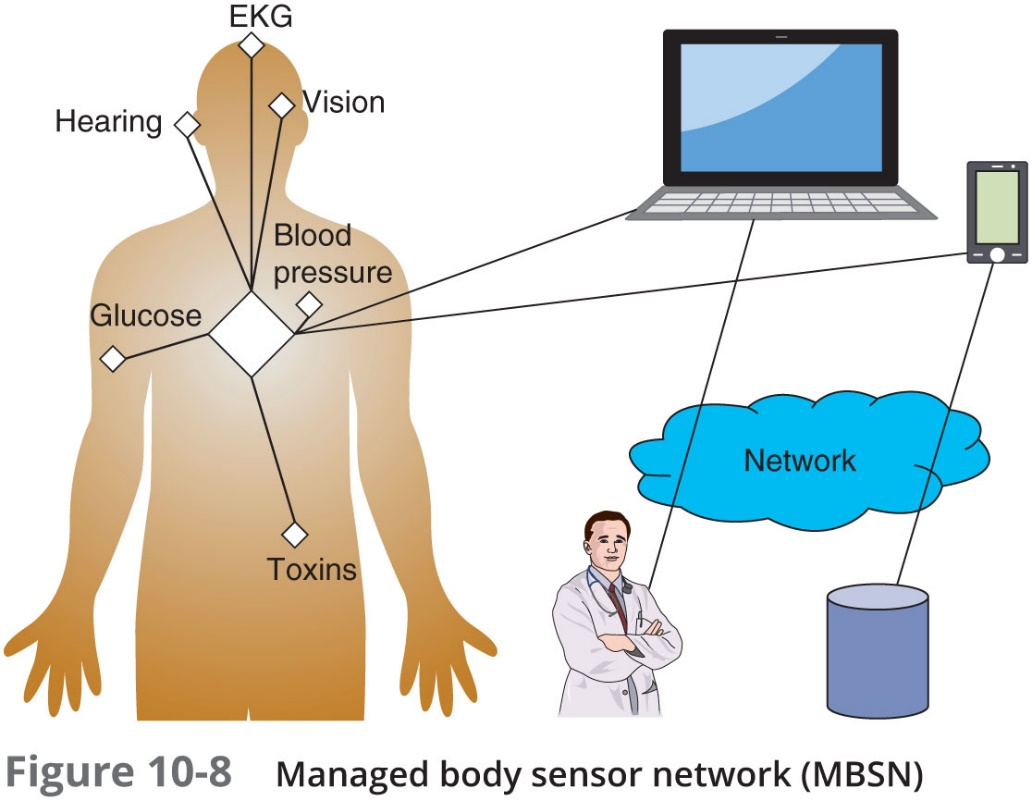 EKG
Vision
Hearing
Blood
pressure
Glucose
Toxins
Network
Figure 10-8 Managed body sensor network (MBSN)